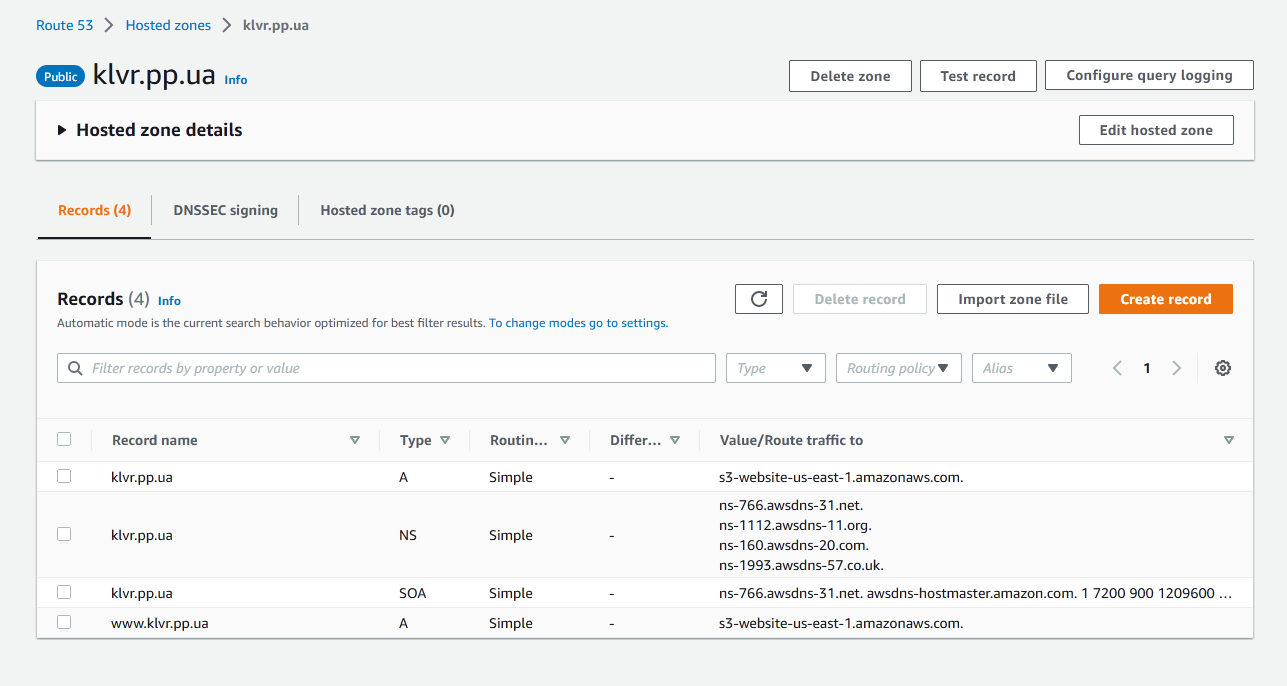 Route 53 > Hosted zones > klvr.pp.ua
Public klvr.pp.ua Info
Delete zone
Test record
Configure query logging
Hosted zone details
Edit hosted zone
Records (4)
DNSSEC signing
Hosted zone tags (0)
Records (4) Info
Delete record
Import zone file
Create record
Automatic mode is the current search behavior optimized for best filter results. To change modes go to settings.
Filter records by property or value
Type
Routing policy
Alias
1
Record name Type Routin... Differ... Value/Route traffic to
klvr.pp.ua A Simple - s3-website-us-east-1.amazonaws.com.
klvr.pp.ua NS Simple - ns-766.awsdns-31.net.
ns-1112.awsdns-11.org.
ns-160.awsdns-20.com.
ns-1993.awsdns-57.co.uk.
klvr.pp.ua SOA Simple - ns-766.awsdns-31.net. awsdns-hostmaster.amazon.com. 1 7200 900 1209600 ...
www.klvr.pp.ua A Simple - s3-website-us-east-1.amazonaws.com.